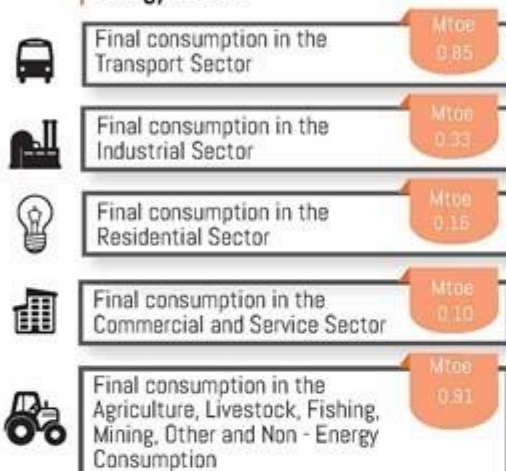 Final consumption in the
Transport Sector
Mtoe
0.85
Final consumption in the
Industrial Sector
Mtoe
0.33
Final consumption in the
Residential Sector
Mtoe
Final consumption in the
Commercial and Service Sector
Mtoe
0.10
Final consumption in the
Agriculture, Livestock, Fishing,
Mining, Other and Non - Energy
Consumption
Mtoe
0.91